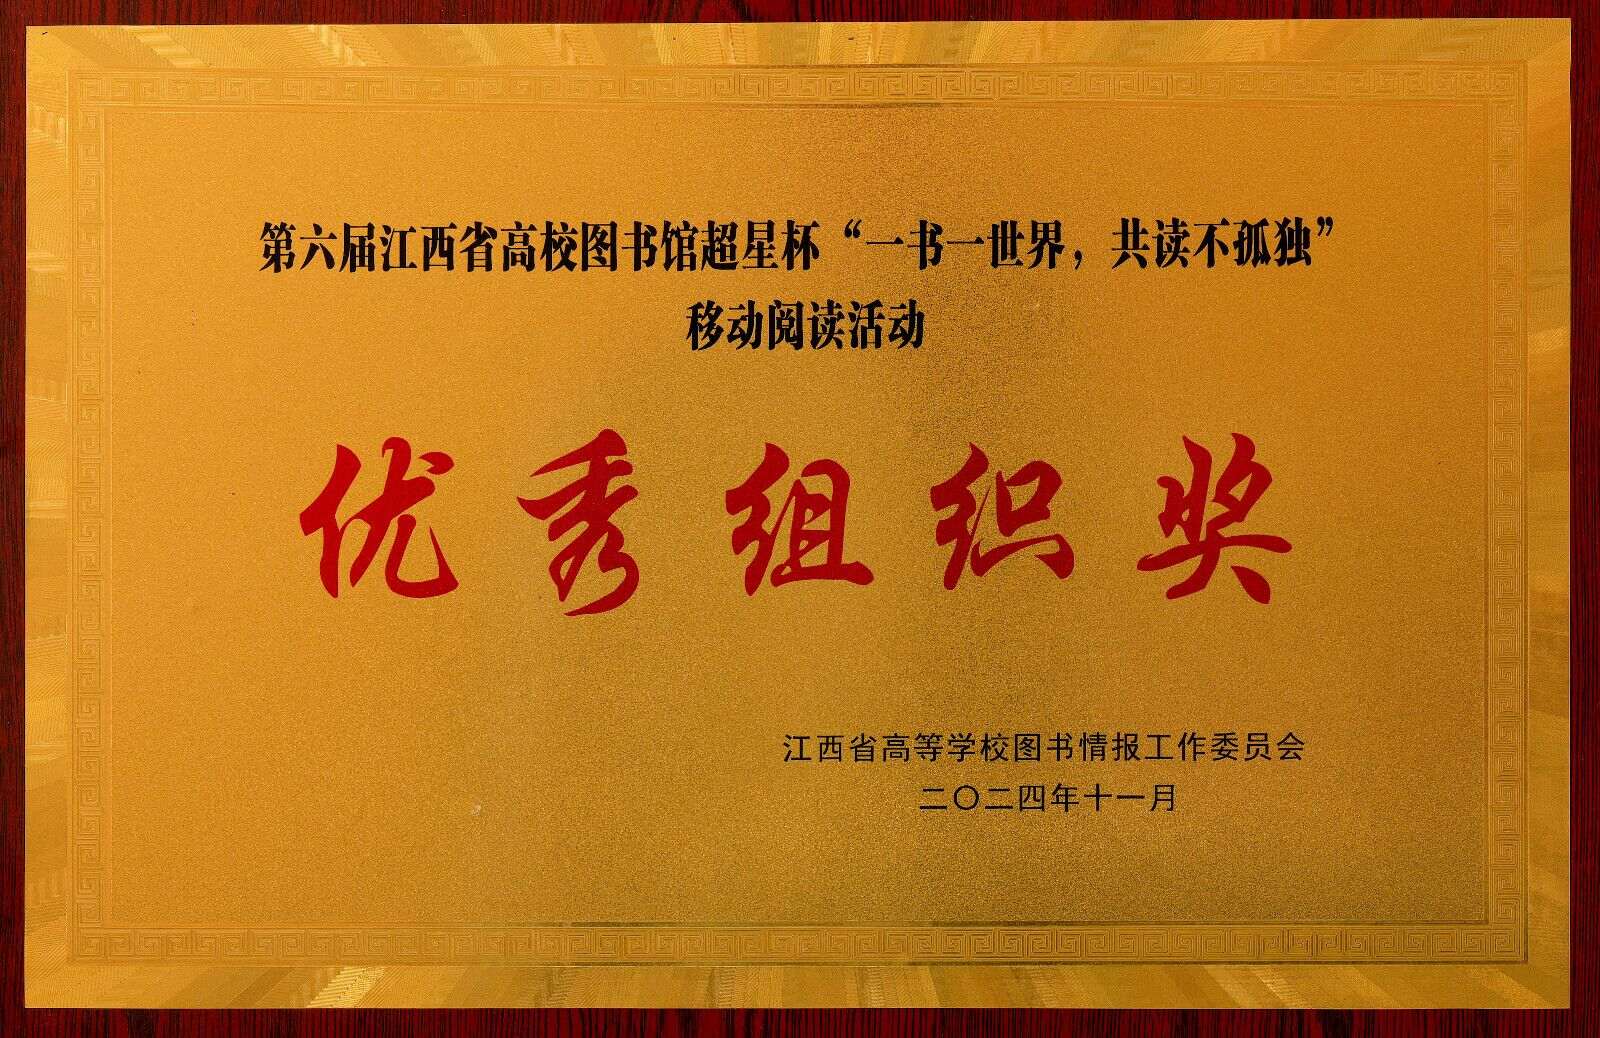 第六届江西省高校图书馆超星杯“一书一世界，共读不孤独”
移动阅读活动
优秀组织奖
江西省高等学校图书情报工作委员会
二〇二四年十一月